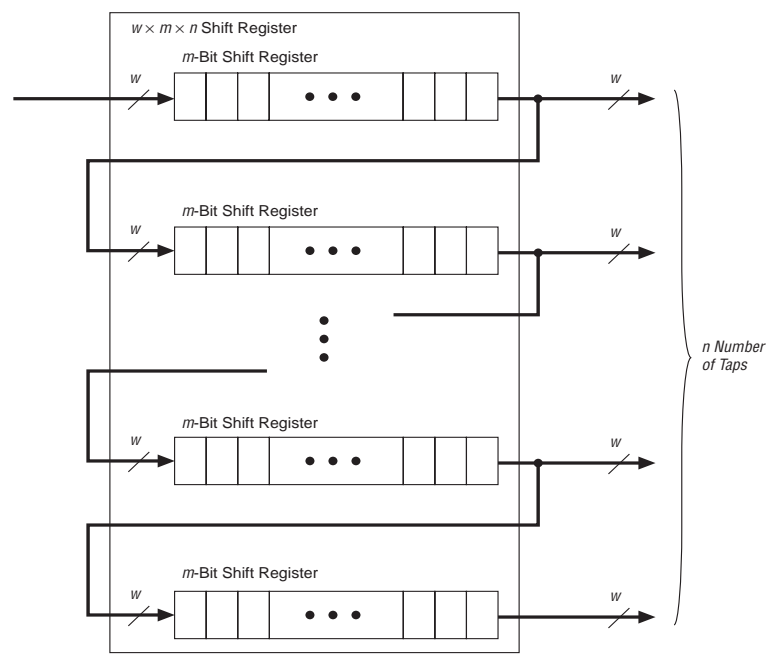 w × m × n Shift Register
m-Bit Shift Register
w
w
m-Bit Shift Register
w
w
n Number
of Taps
m-Bit Shift Register
w
w
m-Bit Shift Register
w
w